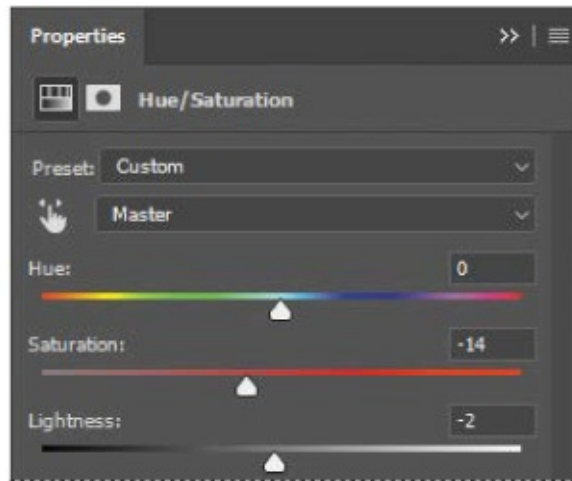 Properties
Hue/Saturation
Preset: Custom
Master
Hue: 0
Saturation: -14
Lightness: -2